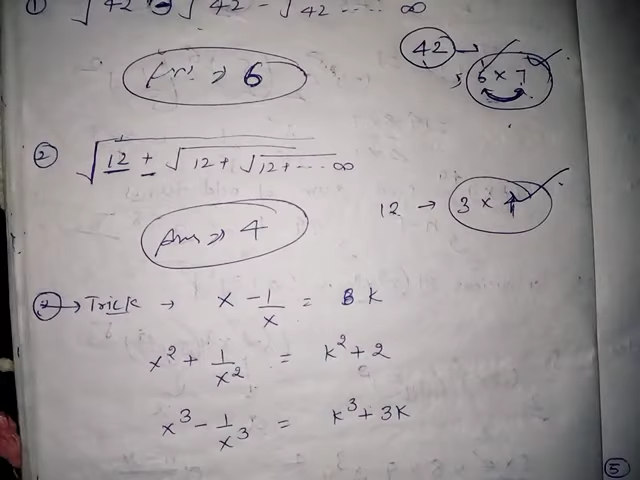 ① √42 - √42 - √42 ..... ∞
42 → 6 × 7
Ans ⇒ 6
② √12 + √12 + √12 + ..... ∞
12 → 3 × 4
Ans ⇒ 4
→ Trick → x - 1/x = K
x² + 1/x² = K² + 2
x³ - 1/x³ = K³ + 3K
⑤